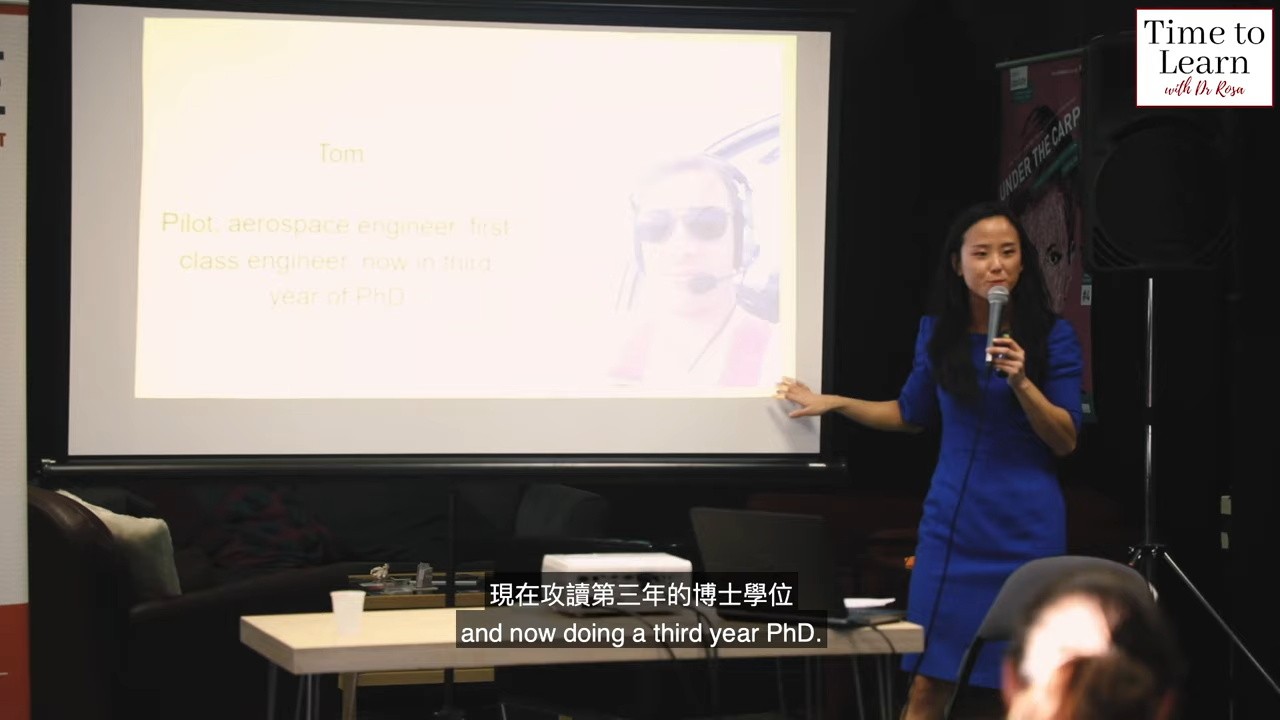 Time to
Learn
with Dr Rosa
UNDER THE CARP
Tom
Pilot, aerospace engineer, first
class engineer, now in third
year of PhD
現在攻讀第三年的博士學位
and now doing a third year PhD.